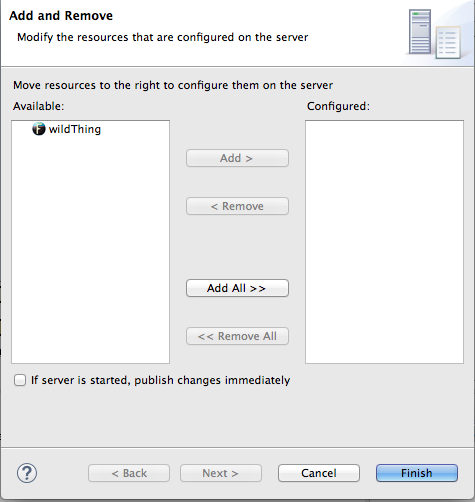 Add and Remove
Modify the resources that are configured on the server
Move resources to the right to configure them on the server
Available:
Configured:
F wildThing
Add >
< Remove
Add All >>
<< Remove All
If server is started, publish changes immediately
?
< Back
Next >
Cancel
Finish